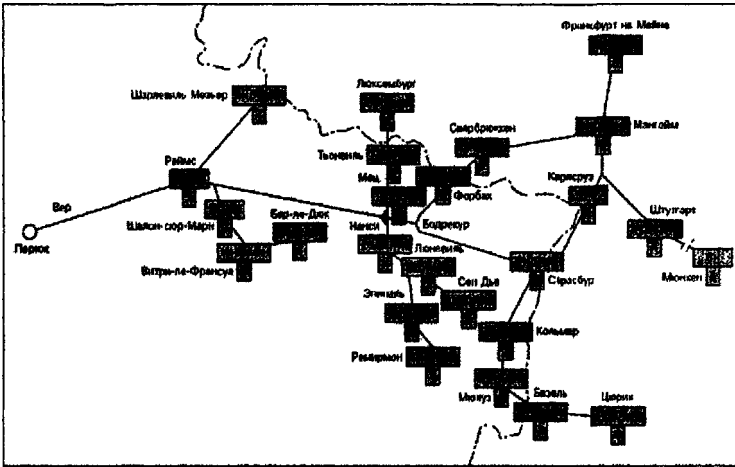 Франкфурт на Майне
Люксембург
Шарлевиль Мезьер
Саарбрюккен
Мангейм
Тьонвиль
Реймс
Мец
Форбах
Карлсруэ
Вер
Шалон-сюр-Марн
Бар-ле-Дюк
Нанси
Бодрекур
Штутгарт
Париж
Люневиль
Витри-ле-Франсуа
Страсбур
Мюнхен
Эпиналь
Сен Дье
Кольмар
Ремирмон
Мюлуз
Базель
Цюрих